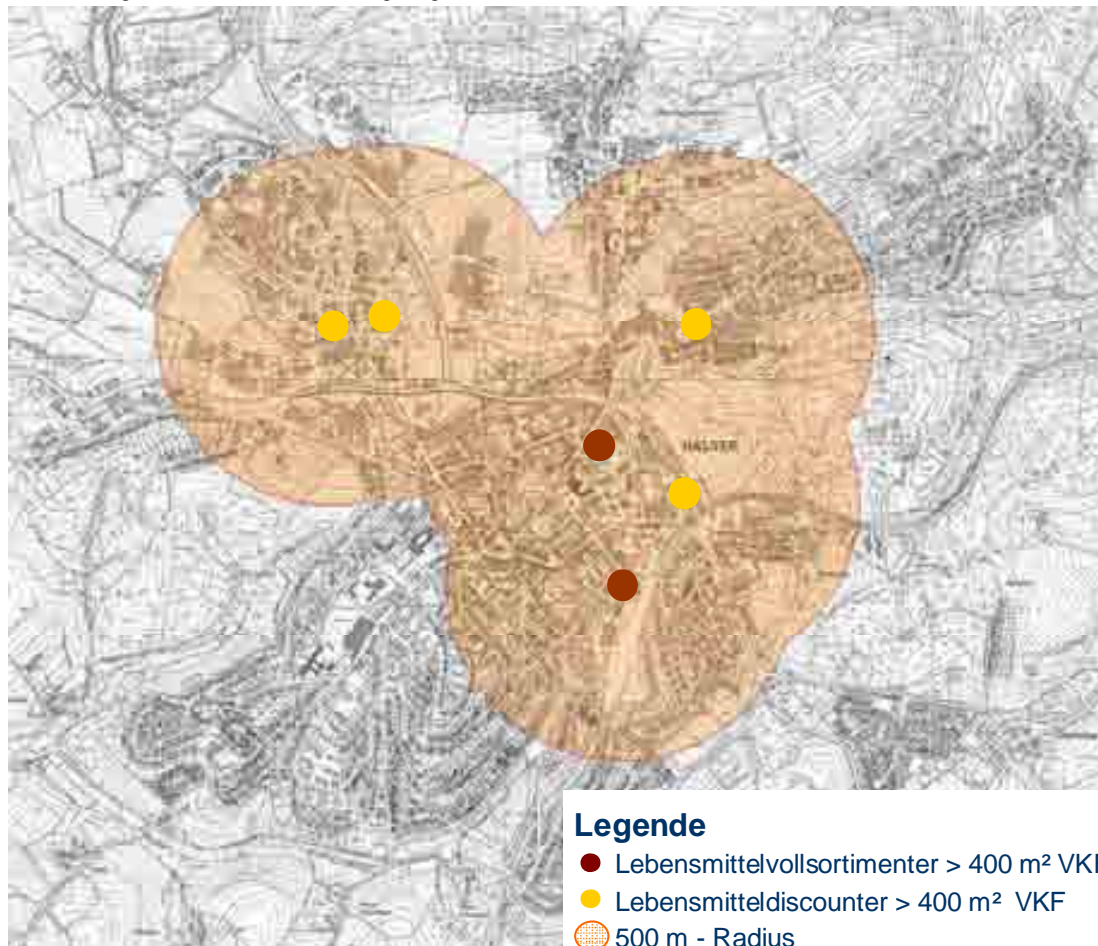 HALVER
Legende
Lebensmittelvollsortimenter > 400 m² VKF
Lebensmitteldiscounter > 400 m² VKF
500 m - Radius